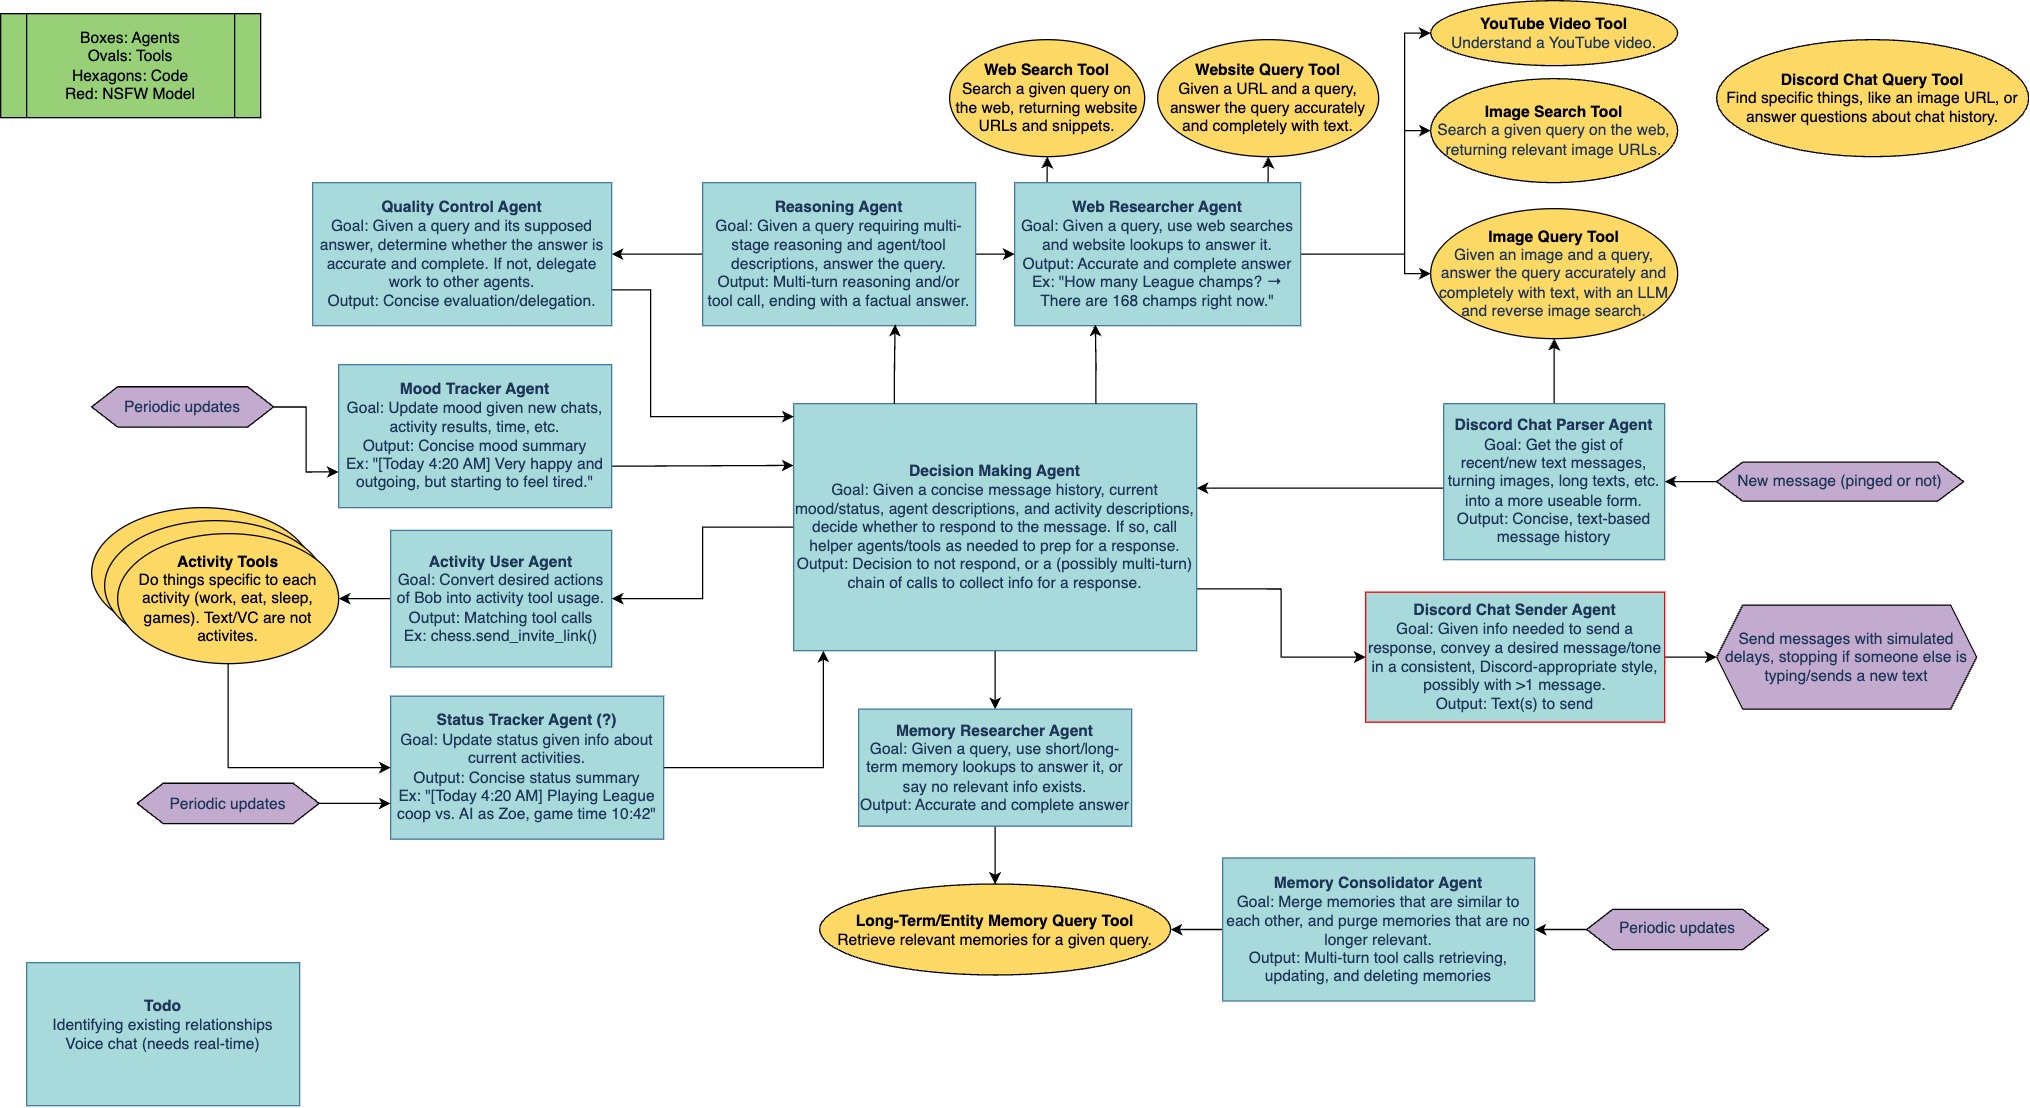 Boxes: Agents
Ovals: Tools
Hexagons: Code
Red: NSFW Model
Web Search Tool
Search a given query on
the web, returning website
URLs and snippets.
Website Query Tool
Given a URL and a query,
answer the query accurately
and completely with text.
YouTube Video Tool
Understand a YouTube video.
Image Search Tool
Search a given query on the web,
returning relevant image URLs.
Discord Chat Query Tool
Find specific things, like an image URL, or
answer questions about chat history.
Quality Control Agent
Goal: Given a query and its supposed
answer, determine whether the answer is
accurate and complete. If not, delegate
work to other agents.
Output: Concise evaluation/delegation.
Reasoning Agent
Goal: Given a query requiring multi-
stage reasoning and agent/tool
descriptions, answer the query.
Output: Multi-turn reasoning and/or
tool call, ending with a factual answer.
Web Researcher Agent
Goal: Given a query, use web searches
and website lookups to answer it.
Output: Accurate and complete answer
Ex: "How many League champs? →
There are 168 champs right now."
Image Query Tool
Given an image and a query,
answer the query accurately and
completely with text, with an LLM
and reverse image search.
Periodic updates
Mood Tracker Agent
Goal: Update mood given new chats,
activity results, time, etc.
Output: Concise mood summary
Ex: "[Today 4:20 AM] Very happy and
outgoing, but starting to feel tired."
Decision Making Agent
Goal: Given a concise message history, current
mood/status, agent descriptions, and activity descriptions,
decide whether to respond to the message. If so, call
helper agents/tools as needed to prep for a response.
Output: Decision to not respond, or a (possibly multi-turn)
chain of calls to collect info for a response.
Discord Chat Parser Agent
Goal: Get the gist of
recent/new text messages,
turning images, long texts, etc.
into a more useable form.
Output: Concise, text-based
message history
New message (pinged or not)
Activity Tools
Do things specific to each
activity (work, eat, sleep,
games). Text/VC are not
activites.
Activity User Agent
Goal: Convert desired actions
of Bob into activity tool usage.
Output: Matching tool calls
Ex: chess.send_invite_link()
Discord Chat Sender Agent
Goal: Given info needed to send a
response, convey a desired message/tone
in a consistent, Discord-appropriate style,
possibly with >1 message.
Output: Text(s) to send
Send messages with simulated
delays, stopping if someone else is
typing/sends a new text
Status Tracker Agent (?)
Goal: Update status given info about
current activities.
Output: Concise status summary
Ex: "[Today 4:20 AM] Playing League
coop vs. AI as Zoe, game time 10:42"
Periodic updates
Memory Researcher Agent
Goal: Given a query, use short/long-
term memory lookups to answer it, or
say no relevant info exists.
Output: Accurate and complete answer
Long-Term/Entity Memory Query Tool
Retrieve relevant memories for a given query.
Memory Consolidator Agent
Goal: Merge memories that are similar to
each other, and purge memories that are no
longer relevant.
Output: Multi-turn tool calls retrieving,
updating, and deleting memories
Periodic updates
Todo
Identifying existing relationships
Voice chat (needs real-time)